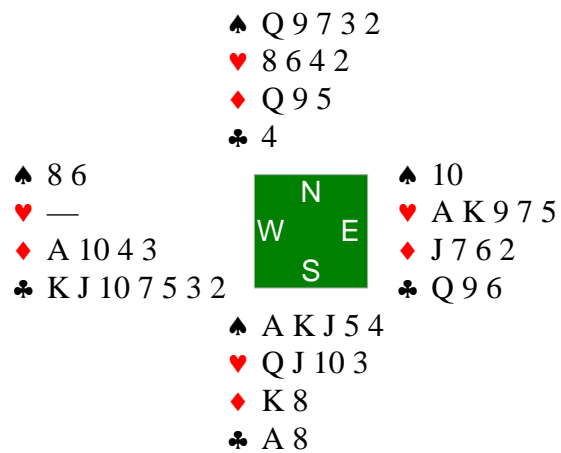 ♠ Q 9 7 3 2
♥ 8 6 4 2
♦ Q 9 5
♣ 4
♠ 8 6
♥ —
♦ A 10 4 3
♣ K J 10 7 5 3 2
N
W E
S
♠ 10
♥ A K 9 7 5
♦ J 7 6 2
♣ Q 9 6
♠ A K J 5 4
♥ Q J 10 3
♦ K 8
♣ A 8